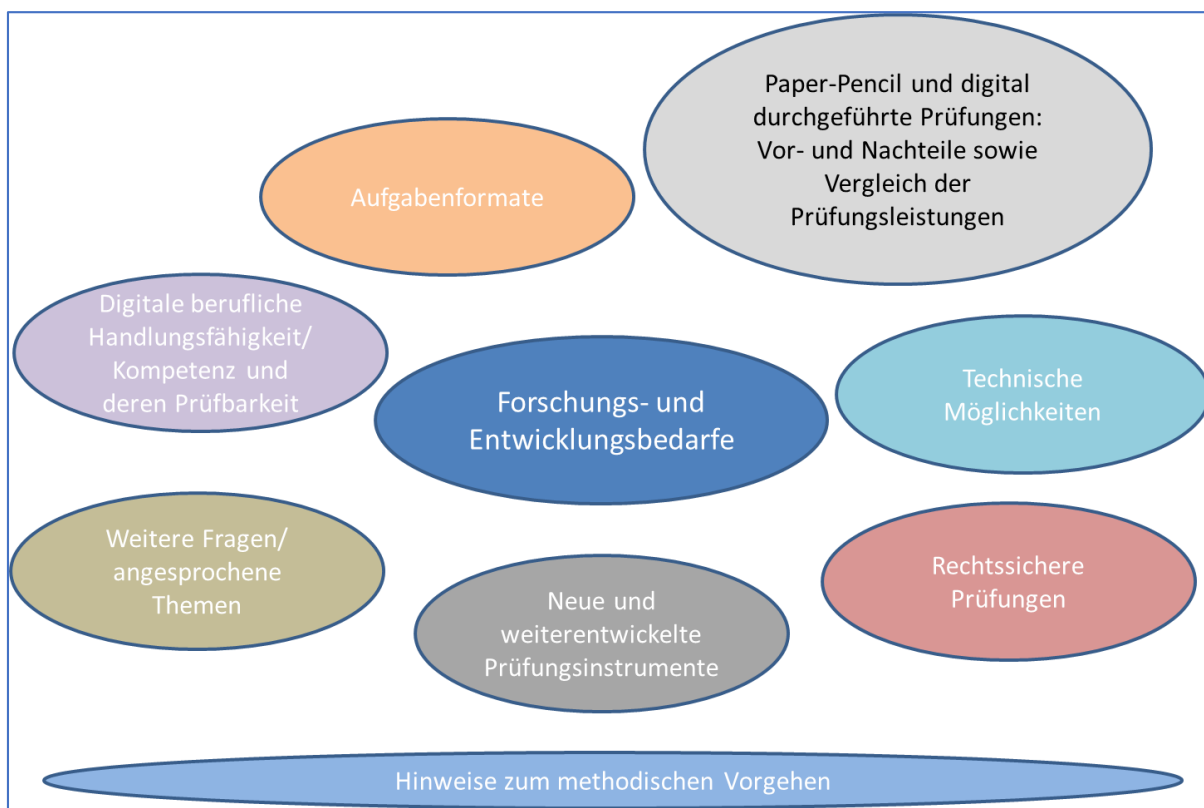 Paper-Pencil und digital
durchgeführte Prüfungen:
Vor- und Nachteile sowie
Vergleich der
Prüfungsleistungen
Aufgabenformate
Digitale berufliche
Handlungsfähigkeit/
Kompetenz und
deren Prüfbarkeit
Forschungs- und
Entwicklungsbedarfe
Technische
Möglichkeiten
Weitere Fragen/
angesprochene
Themen
Neue und
weiterentwickelte
Prüfungsinstrumente
Rechtssichere
Prüfungen
Hinweise zum methodischen Vorgehen